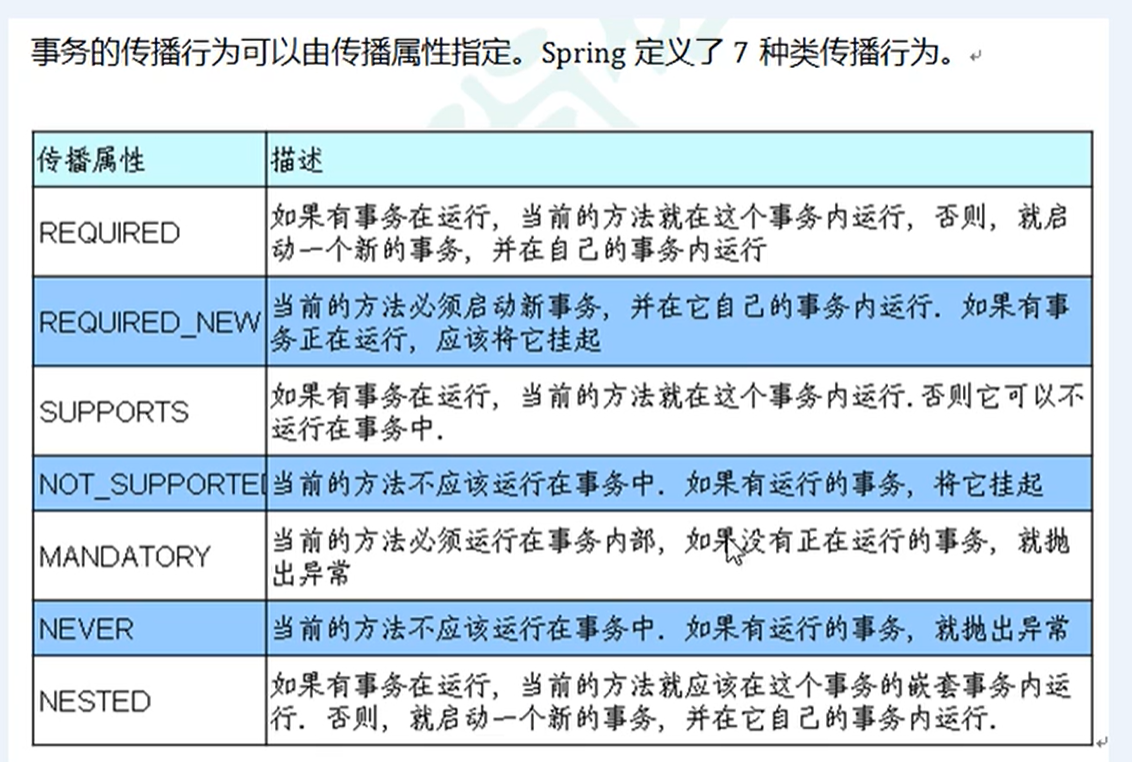 事务的传播行为可以由传播属性指定。Spring 定义了 7 种类传播行为。
传播属性
描述
REQUIRED
如果有事务在运行，当前的方法就在这个事务内运行，否则，就启
动一个新的事务，并在自己的事务内运行
REQUIRED_NEW
当前的方法必须启动新事务，并在它自己的事务内运行. 如果有事
务正在运行，应该将它挂起
SUPPORTS
如果有事务在运行，当前的方法就在这个事务内运行.否则它可以不
运行在事务中.
NOT_SUPPORTE
当前的方法不应该运行在事务中. 如果有运行的事务，将它挂起
MANDATORY
当前的方法必须运行在事务内部，如果没有正在运行的事务，就抛
出异常
NEVER
当前的方法不应该运行在事务中. 如果有运行的事务，就抛出异常
NESTED
如果有事务在运行，当前的方法就应该在这个事务的嵌套事务内运
行. 否则，就启动一个新的事务，并在它自己的事务内运行.